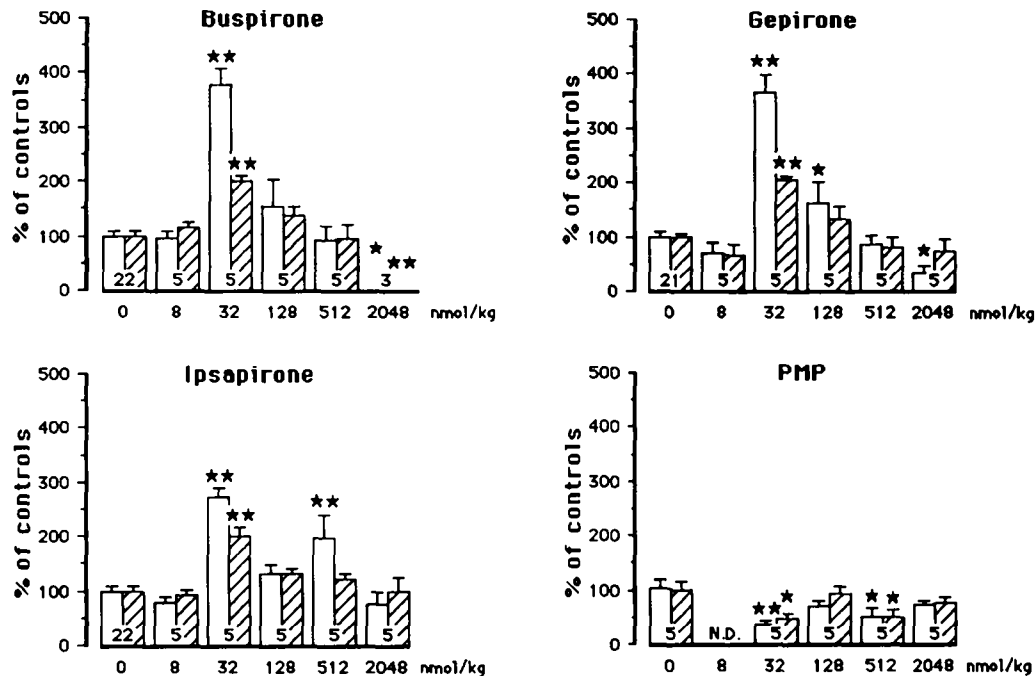 Buspirone
500
400
300
200
100
0
% of controls
★★
★★
★
★★
22 5 5 5 5 3
0 8 32 128 512 2048 nmol/kg
Gepirone
500
400
300
200
100
0
% of controls
★★
★★
★
★
21 5 5 5 5 5
0 8 32 128 512 2048 nmol/kg
Ipsapirone
500
400
300
200
100
0
% of controls
★★
★★
★★
22 5 5 5 5 5
0 8 32 128 512 2048 nmol/kg
PMP
500
400
300
200
100
0
% of controls
★★ ★
★ ★
5 N.D. 5 5 5 5
0 8 32 128 512 2048 nmol/kg